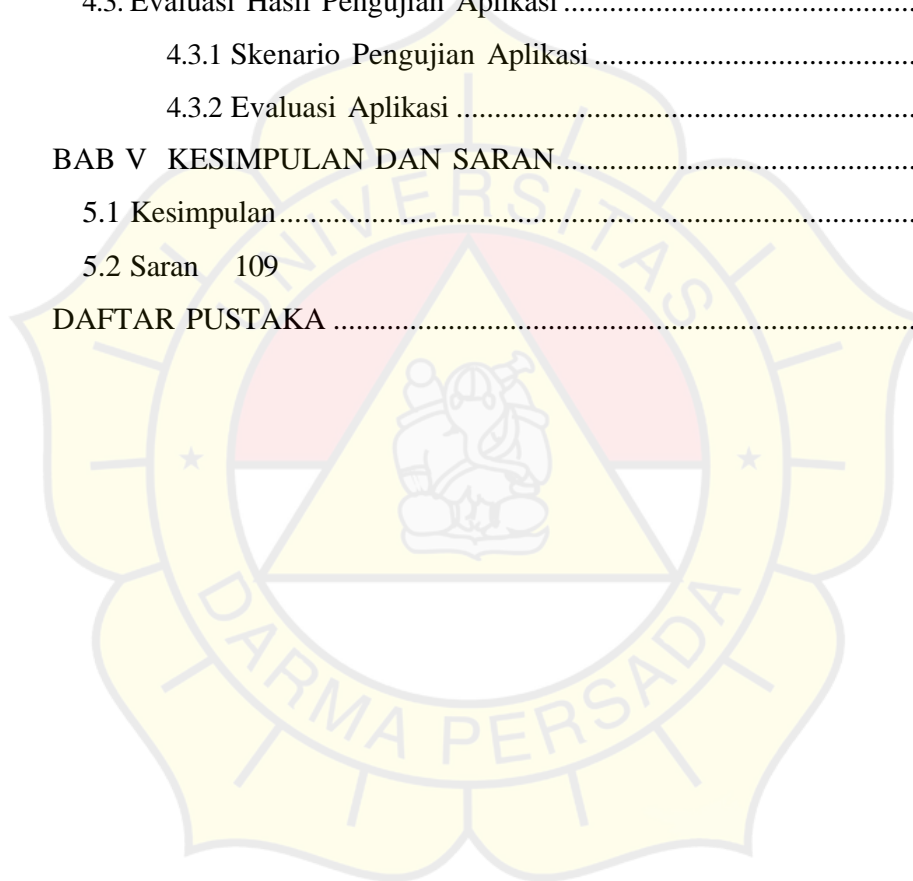 4.3. Evaluasi Hasil Pengujian Aplikasi ....................................................
4.3.1 Skenario Pengujian Aplikasi ................................................
4.3.2 Evaluasi Aplikasi ..................................................................
BAB V KESIMPULAN DAN SARAN....................................................
5.1 Kesimpulan.......................................................................................
5.2 Saran 109
DAFTAR PUSTAKA ................................................................................
UNIVERSITAS
DARMA PERSADA